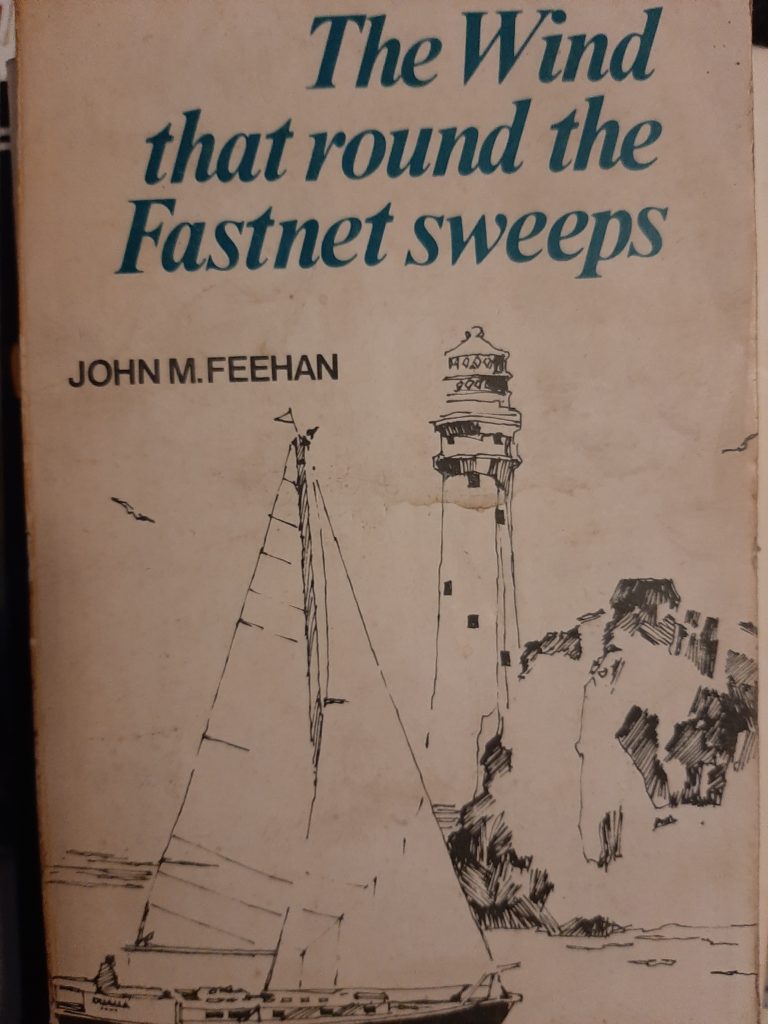 The Wind
that round the
Fastnet sweeps
JOHN M. FEEHAN